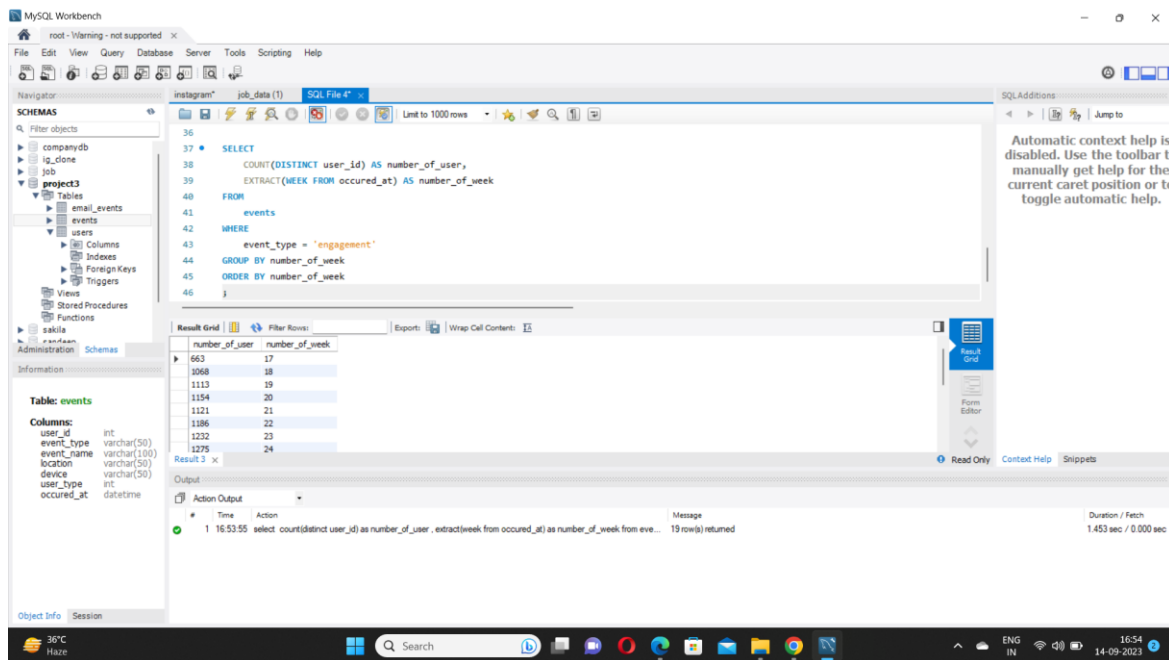 MySQL Workbench
root - Warning - not supported
File Edit View Query Database Server Tools Scripting Help
Navigator
SCHEMAS
Filter objects
companydb
ig_clone
job
project3
Tables
email_events
events
users
Columns
Indexes
Foreign Keys
Triggers
Views
Stored Procedures
Functions
sakila
sandeep
Administration Schemas
Information
Table: events
Columns:
user_id int
event_type varchar(50)
event_name varchar(100)
location varchar(50)
device varchar(50)
user_type int
occured_at datetime
Object Info Session
instagram* job_data (1) SQL File 4*
Limit to 1000 rows
36
37 SELECT
38 COUNT(DISTINCT user_id) AS number_of_user,
39 EXTRACT(WEEK FROM occured_at) AS number_of_week
40 FROM
41 events
42 WHERE
43 event_type = 'engagement'
44 GROUP BY number_of_week
45 ORDER BY number_of_week
46 ;
Result Grid Filter Rows: Export: Wrap Cell Content:
number_of_user number_of_week
663 17
1068 18
1113 19
1154 20
1121 21
1186 22
1232 23
1275 24
Result Grid
Form Editor
Result 3
Read Only
Output
Action Output
# Time Action Message Duration / Fetch
1 16:53:55 select count(distinct user_id) as number_of_user , extract(week from occured_at) as number_of_week from eve... 19 row(s) returned 1.453 sec / 0.000 sec
SQLAdditions
Jump to
Automatic context help is
disabled. Use the toolbar t
manually get help for the
current caret position or to
toggle automatic help.
Context Help Snippets
36°C
Haze
Search
ENG
IN
16:54
14-09-2023
2